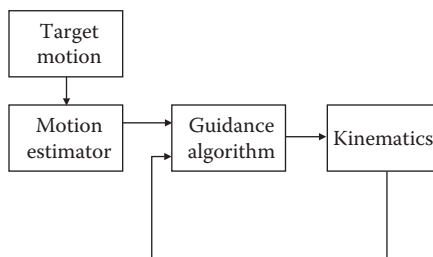 Target
motion
Motion
estimator
Guidance
algorithm
Kinematics